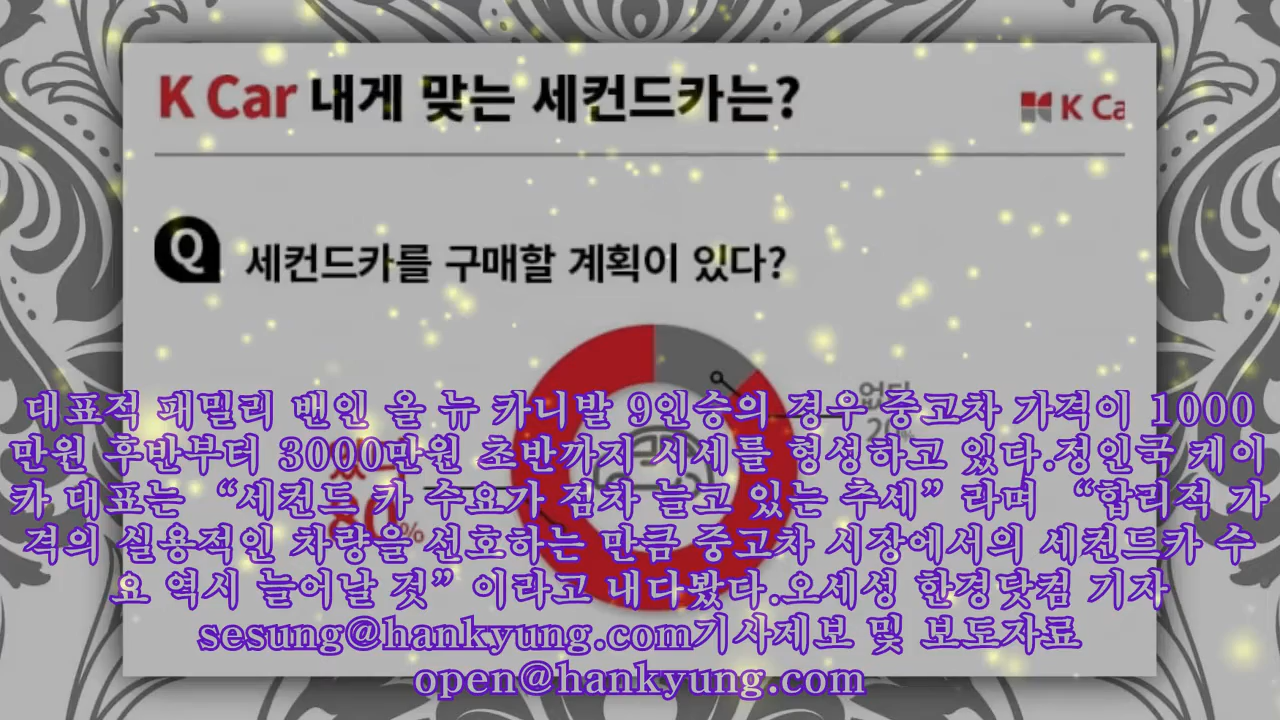 K Car 내게 맞는 세컨드카는?
K Ca
Q 세컨드카를 구매할 계획이 있다?
대표적 패밀리 밴인 올 뉴 카니발 9인승의 경우 중고차 가격이 1000
만원 후반부터 3000만원 초반까지 시세를 형성하고 있다.정인국 케이
카 대표는 “세컨드 카 수요가 점차 늘고 있는 추세”라며 “합리적 가
격의 실용적인 차량을 선호하는 만큼 중고차 시장에서의 세컨드카 수
요 역시 늘어날 것”이라고 내다봤다.오세성 한경닷컴 기자
sesung@hankyung.com기사제보 및 보도자료
open@hankyung.com